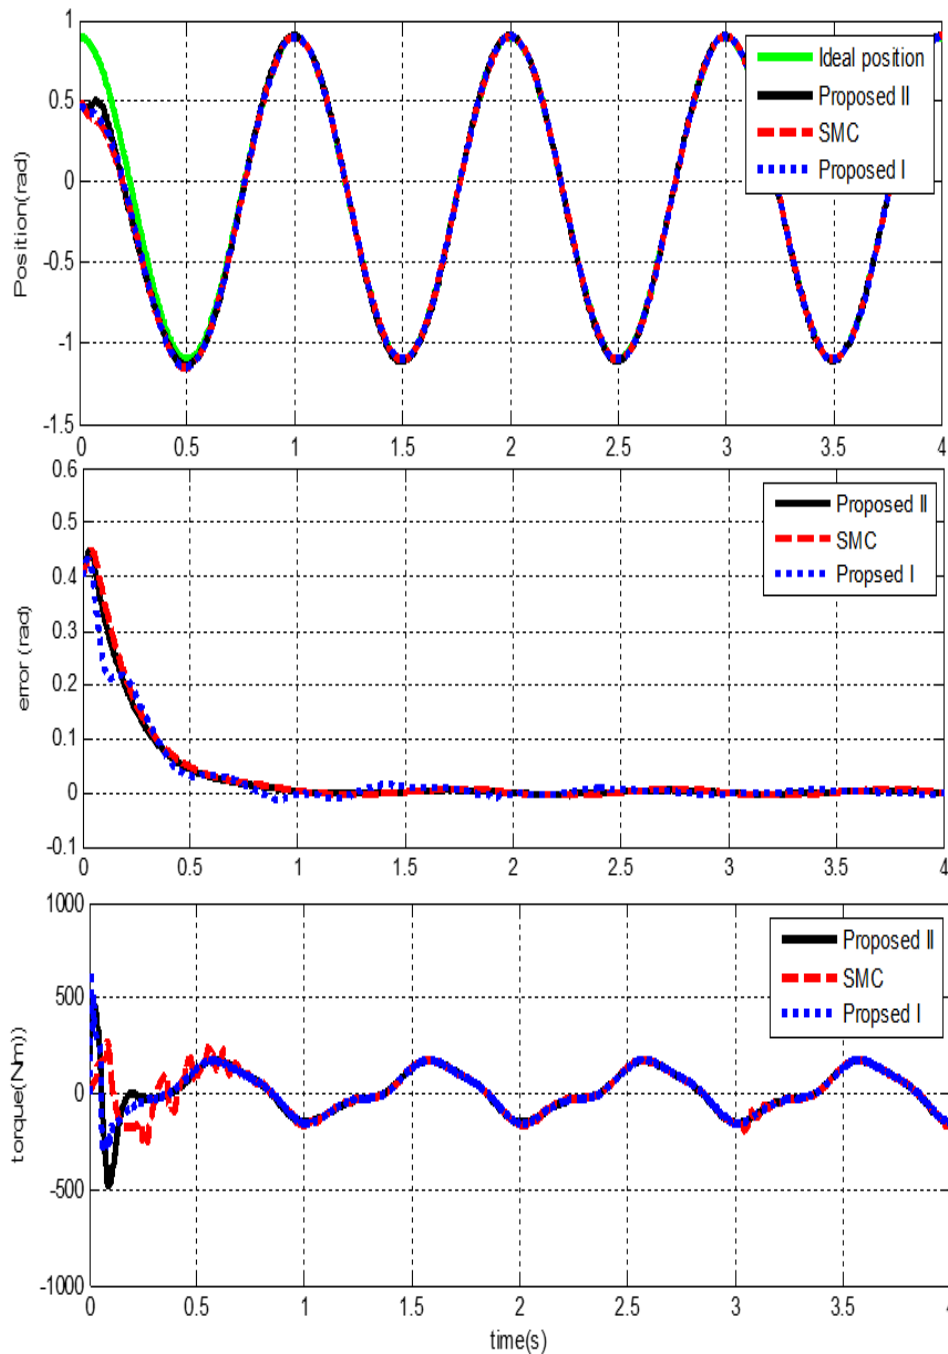 1
0.5
0
-0.5
-1
-1.5
Position(rad)
Ideal position
Proposed II
SMC
Proposed I
0 0.5 1 1.5 2 2.5 3 3.5 4
0.6
0.5
0.4
0.3
0.2
0.1
0
-0.1
error (rad)
Proposed II
SMC
Propsed I
0 0.5 1 1.5 2 2.5 3 3.5 4
1000
500
0
-500
-1000
torque(Nm))
Proposed II
SMC
Propsed I
0 0.5 1 1.5 2 2.5 3 3.5 4
time(s)